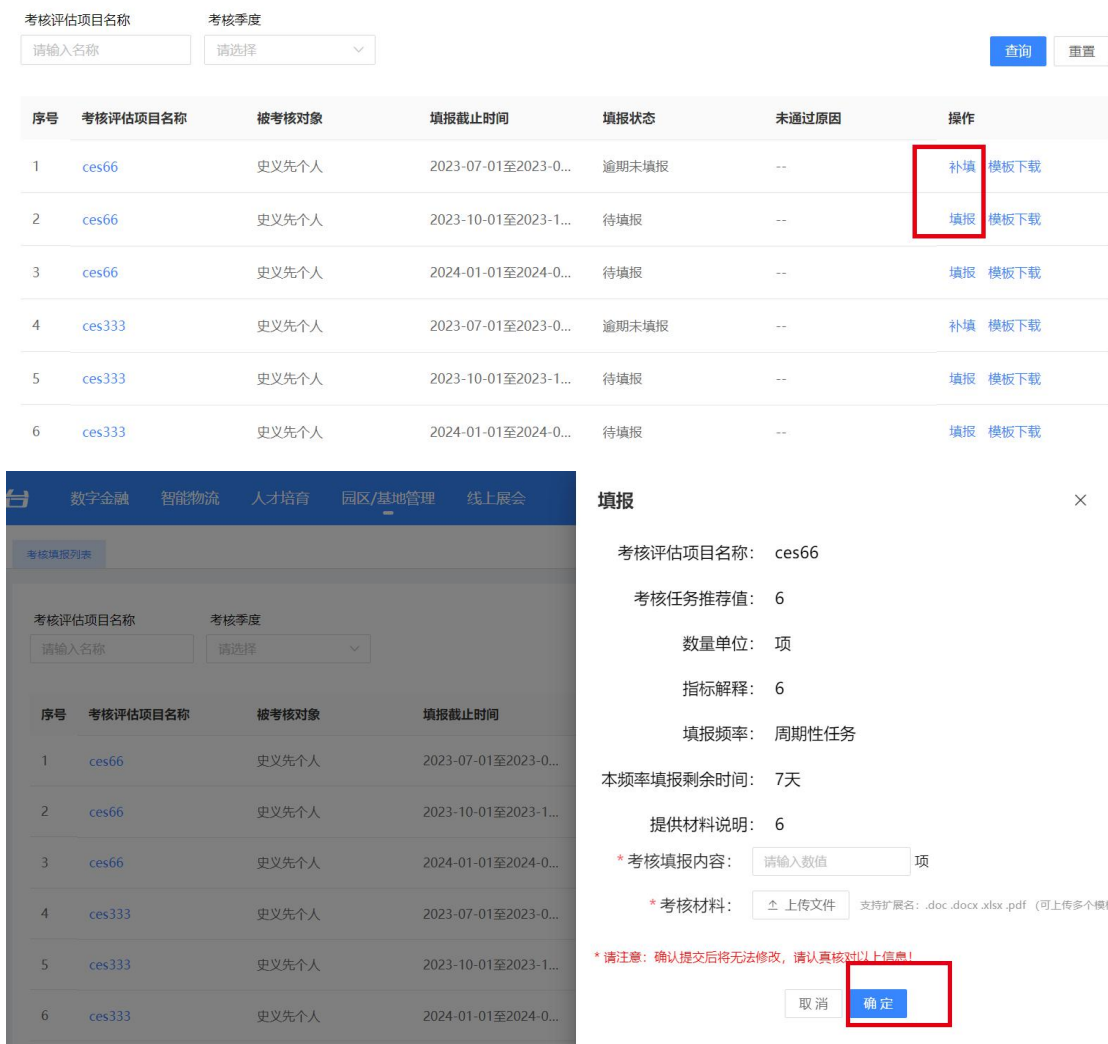 考核评估项目名称 考核季度
请输入名称 请选择 查询 重置
序号 考核评估项目名称 被考核对象 填报截止时间 填报状态 未通过原因 操作
1 ces66 史义先个人 2023-07-01至2023-0... 逾期未填报 -- 补填 模板下载
2 ces66 史义先个人 2023-10-01至2023-1... 待填报 -- 填报 模板下载
3 ces66 史义先个人 2024-01-01至2024-0... 待填报 -- 填报 模板下载
4 ces333 史义先个人 2023-07-01至2023-0... 逾期未填报 -- 补填 模板下载
5 ces333 史义先个人 2023-10-01至2023-1... 待填报 -- 填报 模板下载
6 ces333 史义先个人 2024-01-01至2024-0... 待填报 -- 填报 模板下载
台 数字金融 智能物流 人才培育 园区/基地管理 线上展会
考核填报列表
考核评估项目名称 考核季度
请输入名称 请选择
序号 考核评估项目名称 被考核对象 填报截止时间
1 ces66 史义先个人 2023-07-01至2023-0...
2 ces66 史义先个人 2023-10-01至2023-1...
3 ces66 史义先个人 2024-01-01至2024-0...
4 ces333 史义先个人 2023-07-01至2023-0...
5 ces333 史义先个人 2023-10-01至2023-1...
6 ces333 史义先个人 2024-01-01至2024-0...
填报
考核评估项目名称: ces66
考核任务推荐值: 6
数量单位: 项
指标解释: 6
填报频率: 周期性任务
本频率填报剩余时间: 7天
提供材料说明: 6
* 考核填报内容: 请输入数值 项
* 考核材料: 上传文件 支持扩展名: .doc .docx .xlsx .pdf (可上传多个模
* 请注意: 确认提交后将无法修改, 请认真核对以上信息!
取消 确定